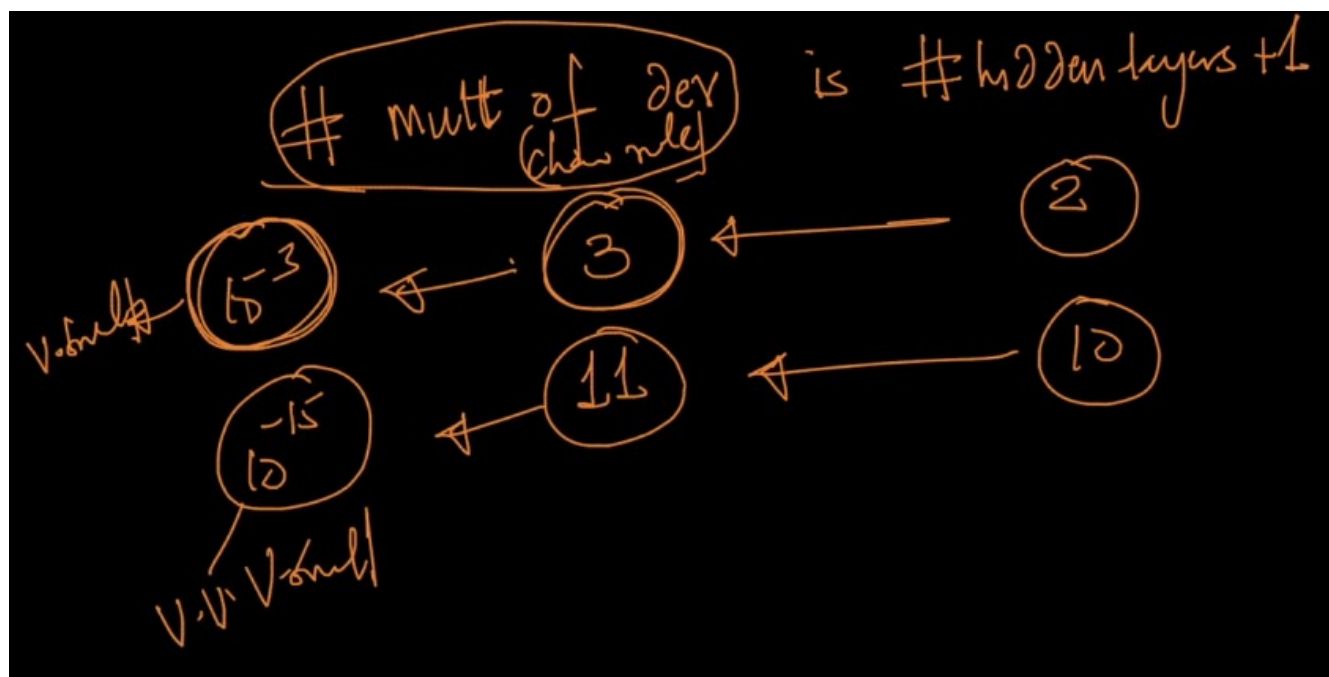 # mult of der is # hidden layers +1
(chain rule)
10^-3 3 2
v.small
10^-15 11 10
v.v.v.small